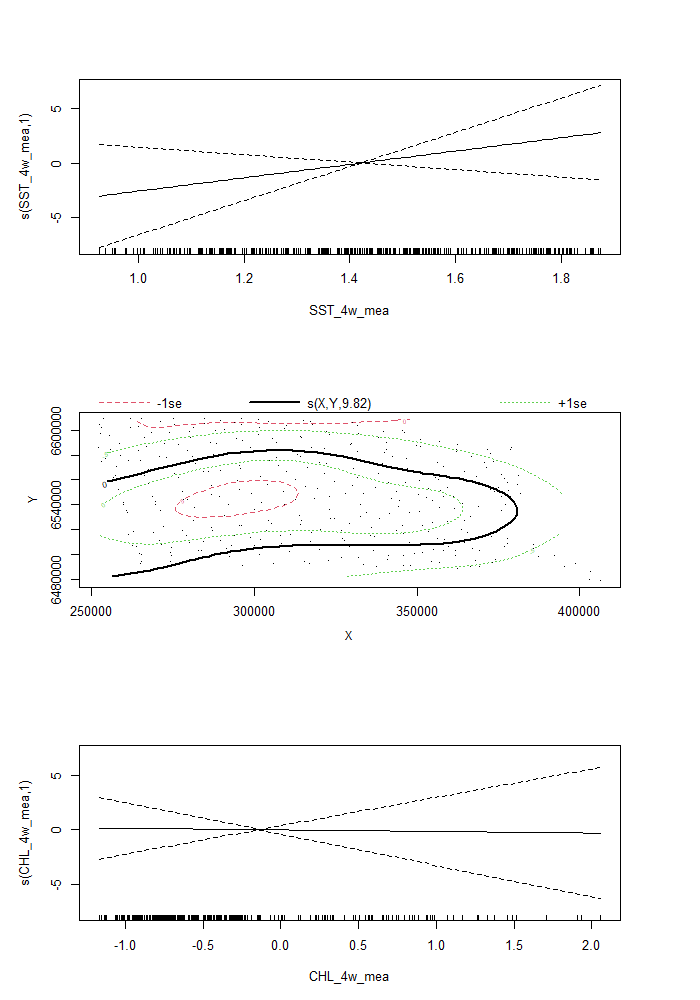 s(SST_4w_mea,1)
5
0
-5
1.0 1.2 1.4 1.6 1.8
SST_4w_mea
-1se s(X,Y,9.82) +1se
Y
6600000
6540000
6480000
0
250000 300000 350000 400000
X
s(CHL_4w_mea,1)
5
0
-5
-1.0 -0.5 0.0 0.5 1.0 1.5 2.0
CHL_4w_mea